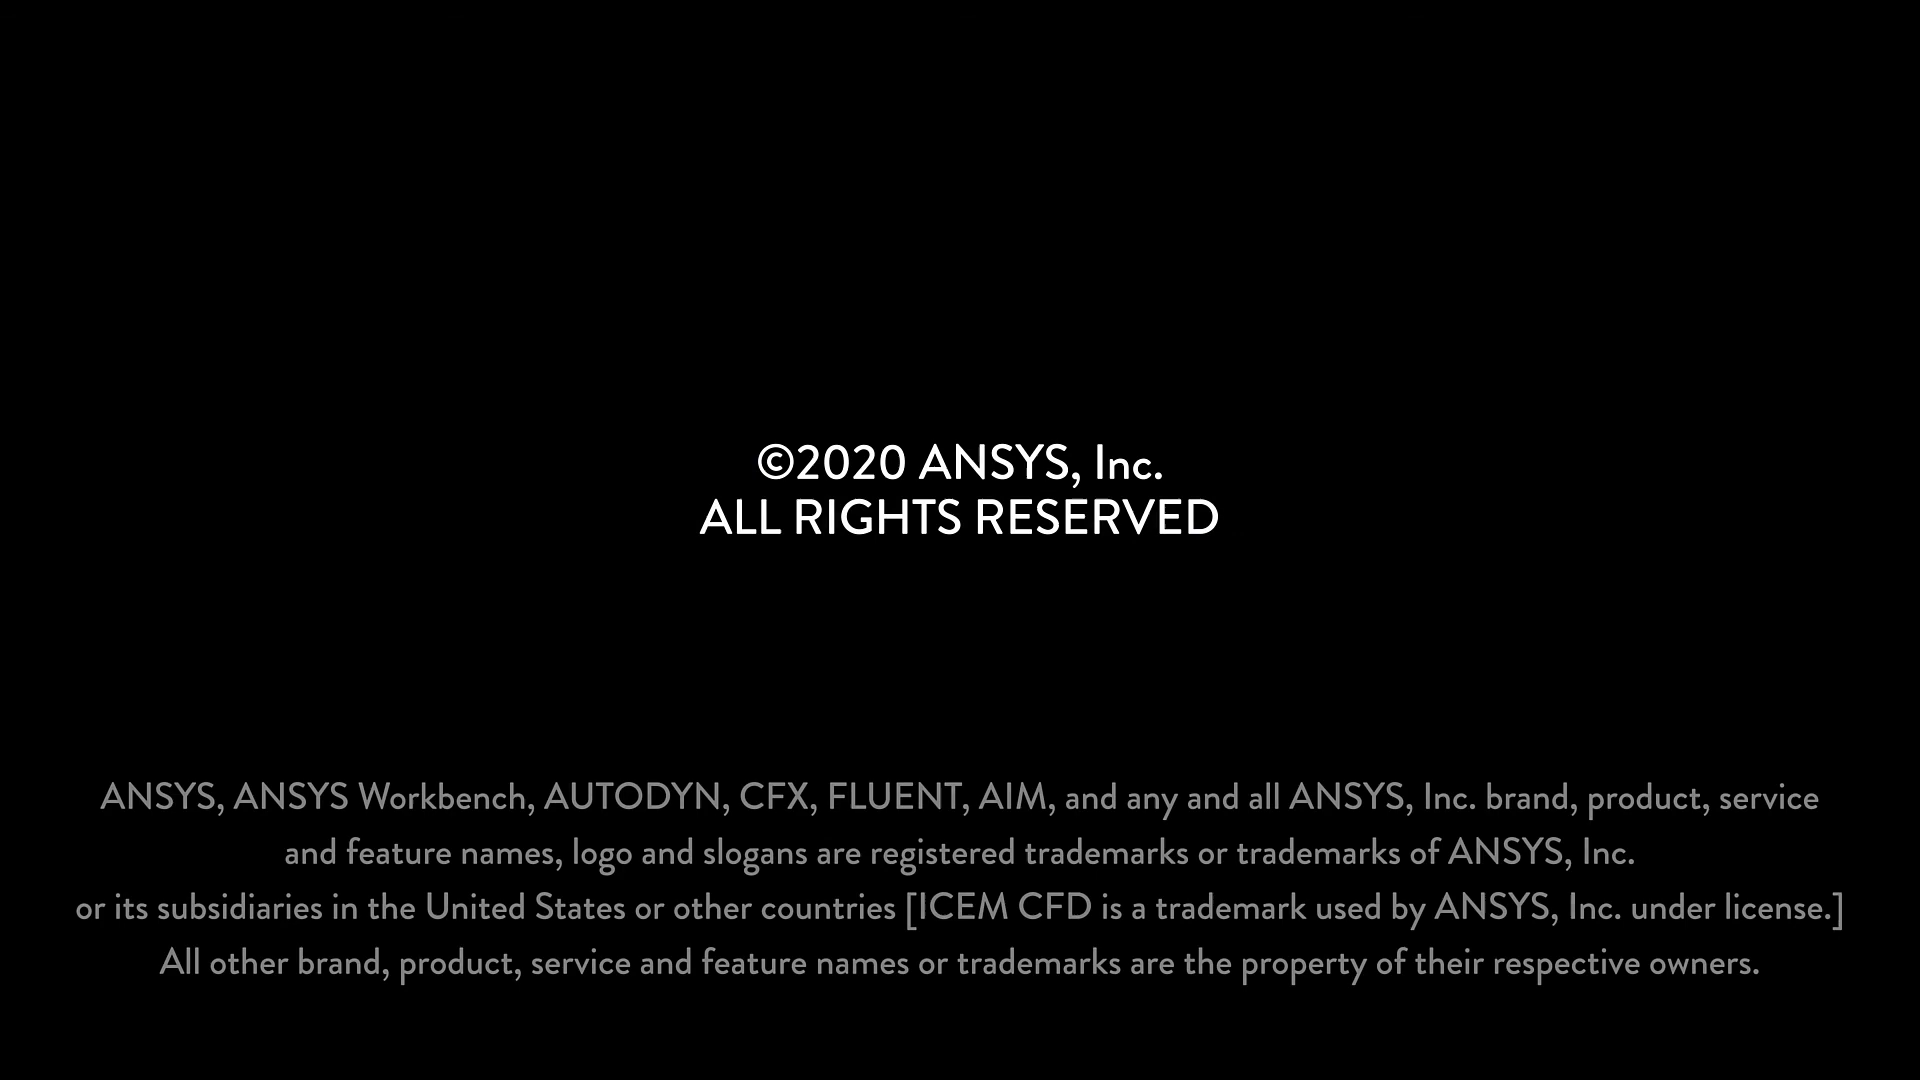 ©2020 ANSYS, Inc.
ALL RIGHTS RESERVED
ANSYS, ANSYS Workbench, AUTODYN, CFX, FLUENT, AIM, and any and all ANSYS, Inc. brand, product, service
and feature names, logo and slogans are registered trademarks or trademarks of ANSYS, Inc.
or its subsidiaries in the United States or other countries [ICEM CFD is a trademark used by ANSYS, Inc. under license.]
All other brand, product, service and feature names or trademarks are the property of their respective owners.